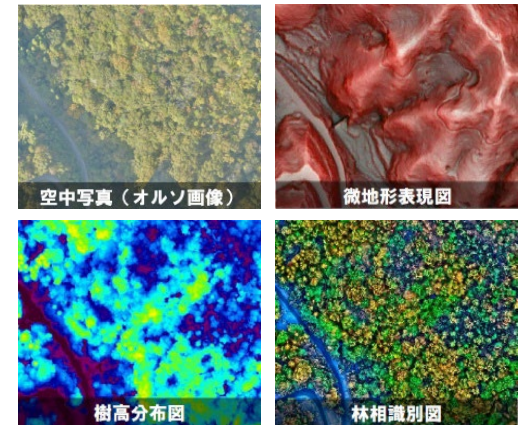 空中写真（オルソ画像）
微地形表現図
樹高分布図
林相識別図